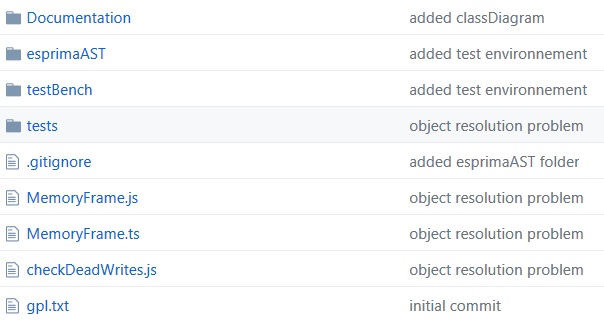 Documentation added classDiagram
esprimaAST added test environnement
testBench added test environnement
tests object resolution problem
.gitignore added esprimaAST folder
MemoryFrame.js object resolution problem
MemoryFrame.ts object resolution problem
checkDeadWrites.js object resolution problem
gpl.txt initial commit